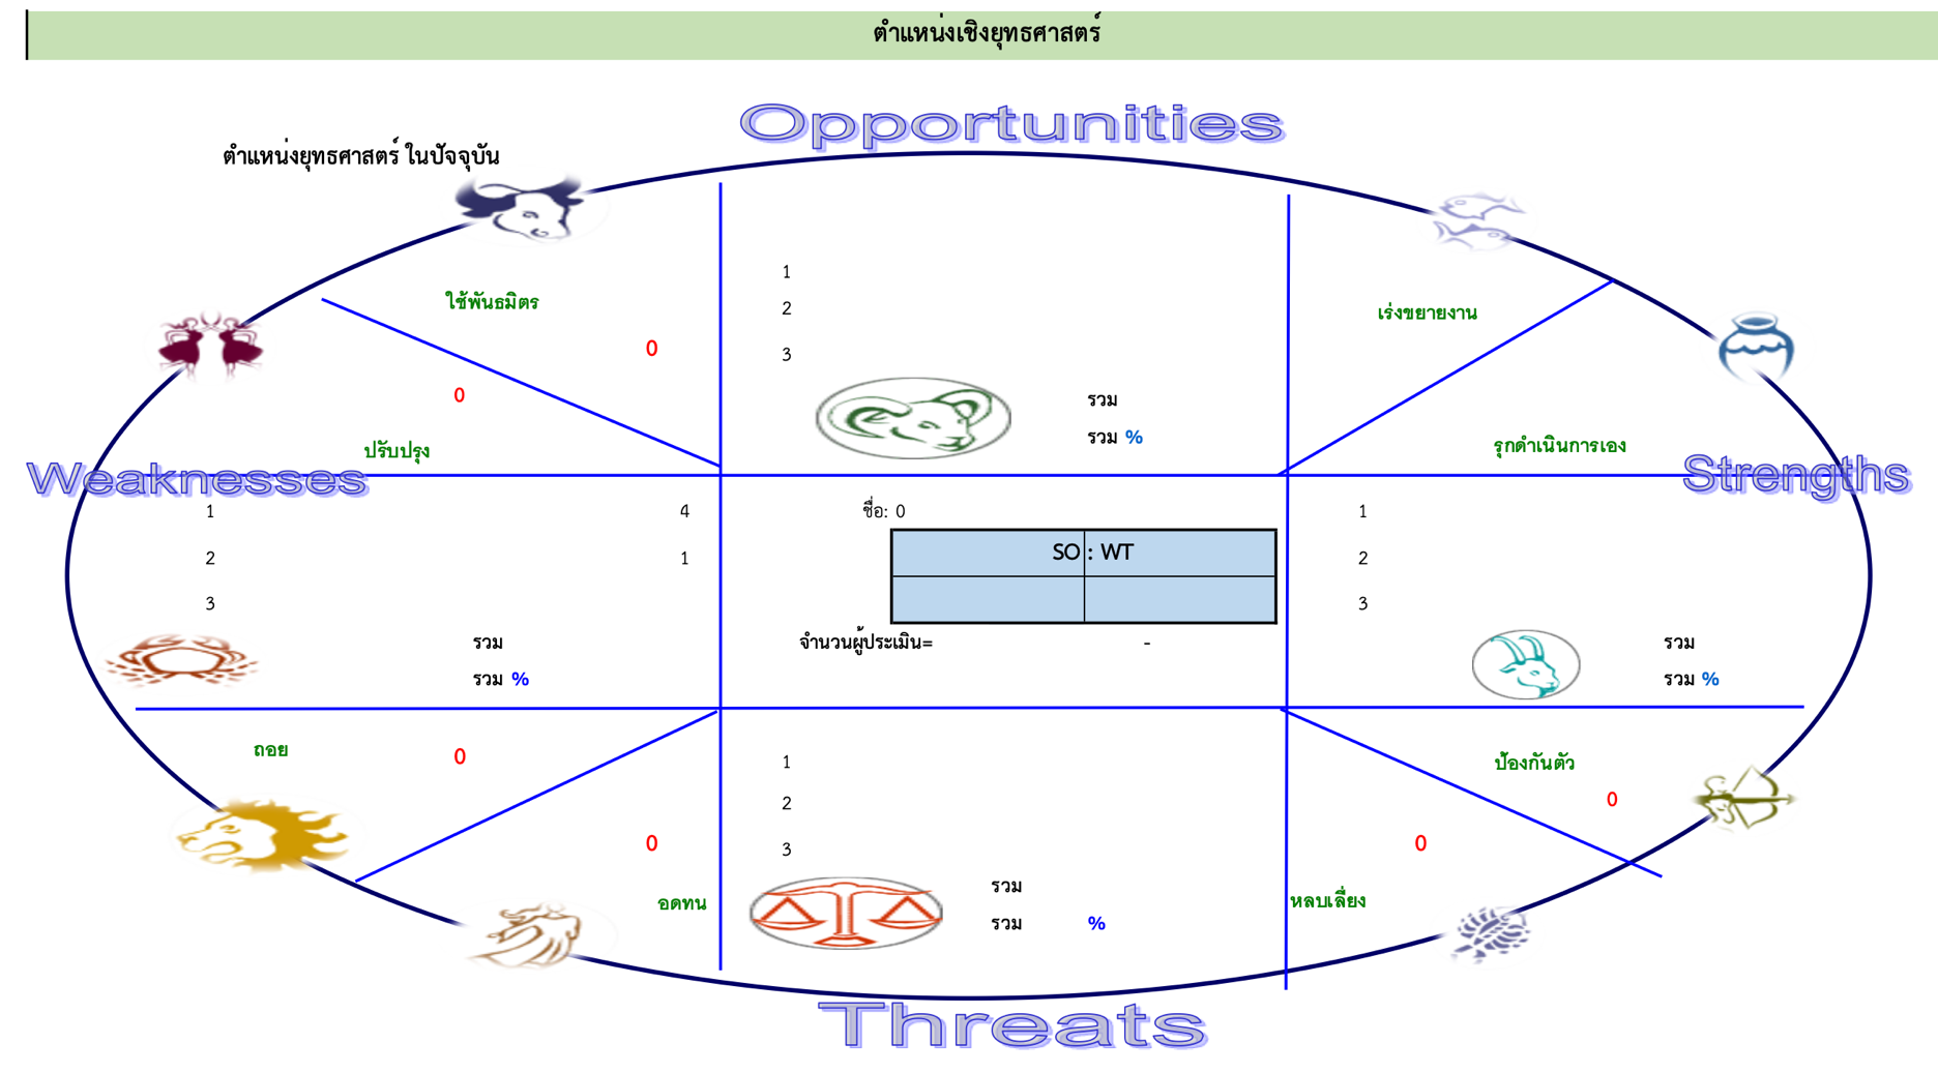 ตำแหน่งเชิงยุทธศาสตร์
Opportunities
ตำแหน่งยุทธศาสตร์ ในปัจจุบัน
1
ใช้พันธมิตร
2
เร่งขยายงาน
0
3
0
รวม
รวม %
ปรับปรุง
รุกดำเนินการเอง
Weaknesses
Strengths
1 4
ชื่อ: 0
1
2 1
SO : WT
2
3
3
รวม
จำนวนผู้ประเมิน= -
รวม
รวม %
รวม %
ถอย
0
1
ป้องกันตัว
2
0
0
3
0
รวม
อดทน
หลบเลี่ยง
รวม %
Threats